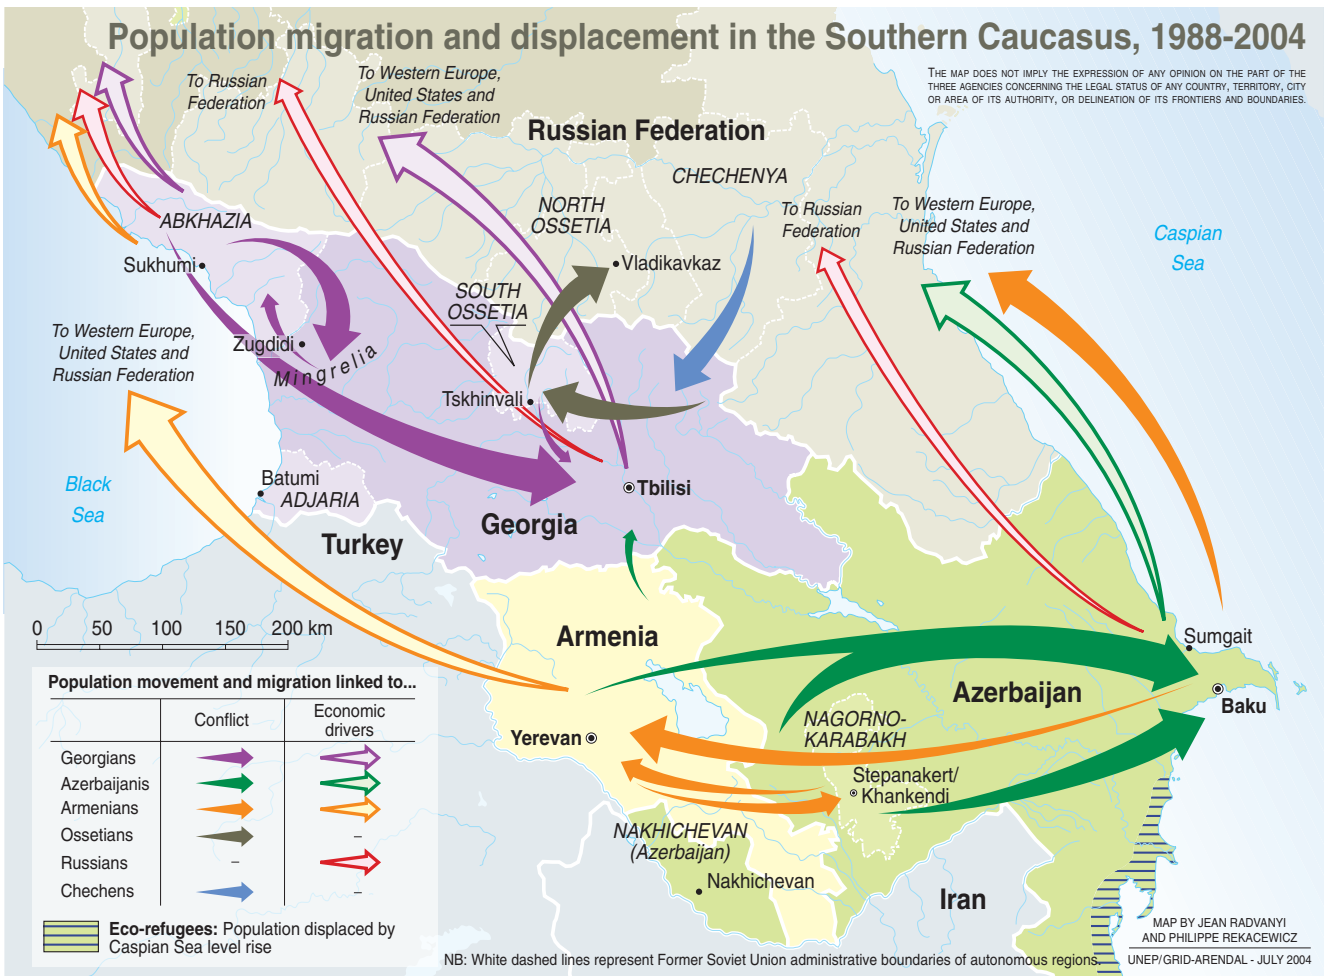 Population migration and displacement in the Southern Caucasus, 1988-2004
THE MAP DOES NOT IMPLY THE EXPRESSION OF ANY OPINION ON THE PART OF THE
THREE AGENCIES CONCERNING THE LEGAL STATUS OF ANY COUNTRY, TERRITORY, CITY
OR AREA OF ITS AUTHORITY, OR DELINEATION OF ITS FRONTIERS AND BOUNDARIES.
To Russian
Federation
To Western Europe,
United States and
Russian Federation
Russian Federation
CHECHENYA
NORTH
OSSETIA
To Russian
Federation
To Western Europe,
United States and
Russian Federation
Caspian
Sea
ABKHAZIA
Sukhumi
Vladikavkaz
SOUTH
OSSETIA
To Western Europe,
United States and
Russian Federation
Zugdidi
Mingrelia
Tskhinvali
Black
Sea
Batumi
ADJARIA
Tbilisi
Georgia
Turkey
0 50 100 150 200 km
Armenia
Sumgait
Azerbaijan
Baku
NAGORNO-
KARABAKH
Yerevan
Stepanakert/
Khankendi
NAKHICHEVAN
(Azerbaijan)
Nakhichevan
Iran
Population movement and migration linked to...
Conflict
Economic
drivers
Georgians
Azerbaijanis
Armenians
Ossetians –
Russians –
Chechens –
Eco-refugees: Population displaced by
Caspian Sea level rise
MAP BY JEAN RADVANYI
AND PHILIPPE REKACEWICZ
NB: White dashed lines represent Former Soviet Union administrative boundaries of autonomous regions.
UNEP/GRID-ARENDAL - JULY 2004